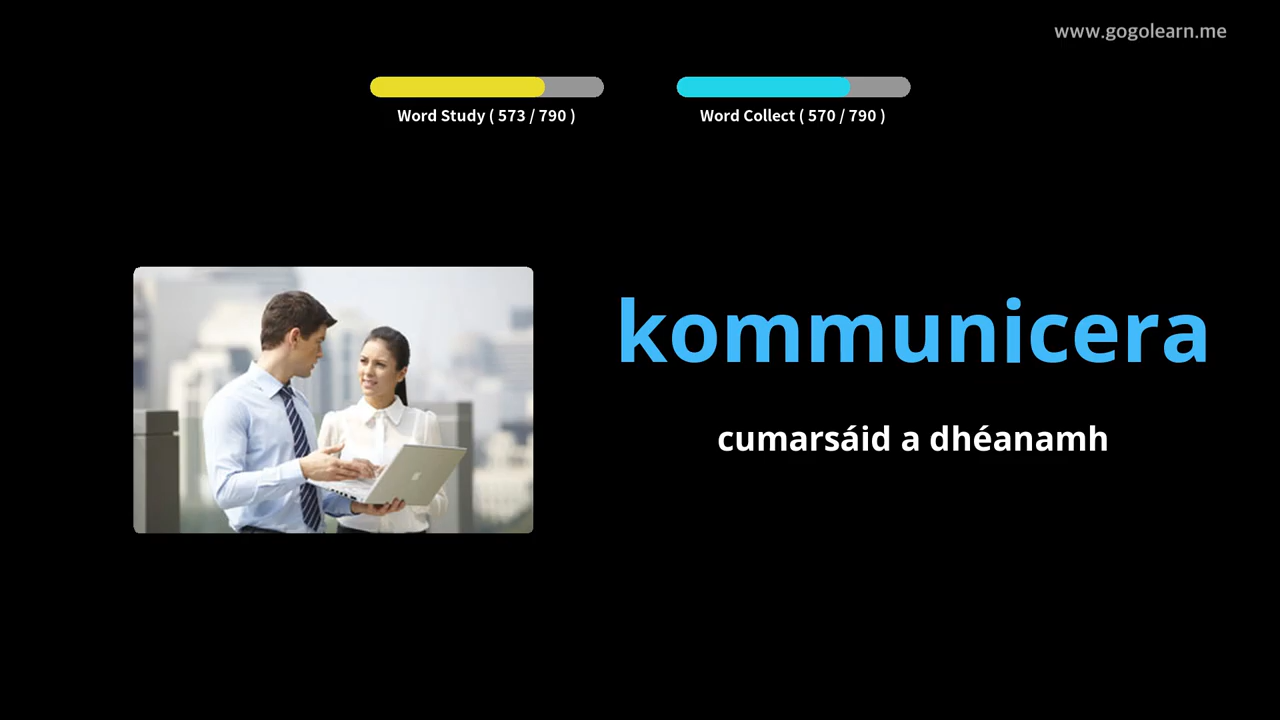 www.gogolearn.me
Word Study ( 573 / 790 )
Word Collect ( 570 / 790 )
kommunicera
cumarsáid a dhéanamh